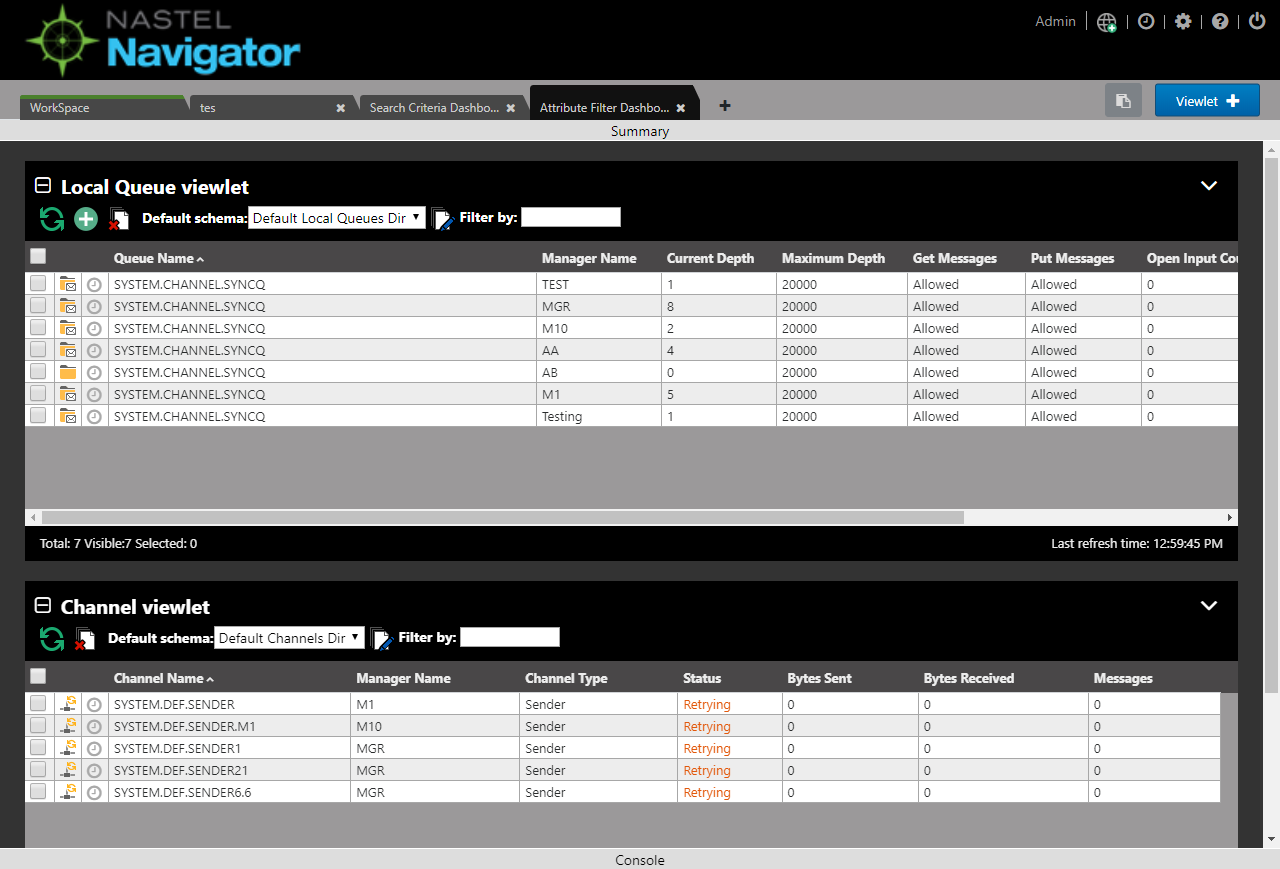 NASTEL
Navigator
Admin
WorkSpace tes Search Criteria Dashbo... Attribute Filter Dashbo... Viewlet
Summary
Local Queue viewlet
Default schema: Default Local Queues Dir Filter by:
Queue Name Manager Name Current Depth Maximum Depth Get Messages Put Messages Open Input Cou
SYSTEM.CHANNEL.SYNCQ TEST 1 20000 Allowed Allowed 0
SYSTEM.CHANNEL.SYNCQ MGR 8 20000 Allowed Allowed 0
SYSTEM.CHANNEL.SYNCQ M10 2 20000 Allowed Allowed 0
SYSTEM.CHANNEL.SYNCQ AA 4 20000 Allowed Allowed 0
SYSTEM.CHANNEL.SYNCQ AB 0 20000 Allowed Allowed 0
SYSTEM.CHANNEL.SYNCQ M1 5 20000 Allowed Allowed 0
SYSTEM.CHANNEL.SYNCQ Testing 1 20000 Allowed Allowed 0
Total: 7 Visible:7 Selected: 0 Last refresh time: 12:59:45 PM
Channel viewlet
Default schema: Default Channels Dir Filter by:
Channel Name Manager Name Channel Type Status Bytes Sent Bytes Received Messages
SYSTEM.DEF.SENDER M1 Sender Retrying 0 0 0
SYSTEM.DEF.SENDER.M1 M10 Sender Retrying 0 0 0
SYSTEM.DEF.SENDER1 MGR Sender Retrying 0 0 0
SYSTEM.DEF.SENDER21 MGR Sender Retrying 0 0 0
SYSTEM.DEF.SENDER6.6 MGR Sender Retrying 0 0 0
Console